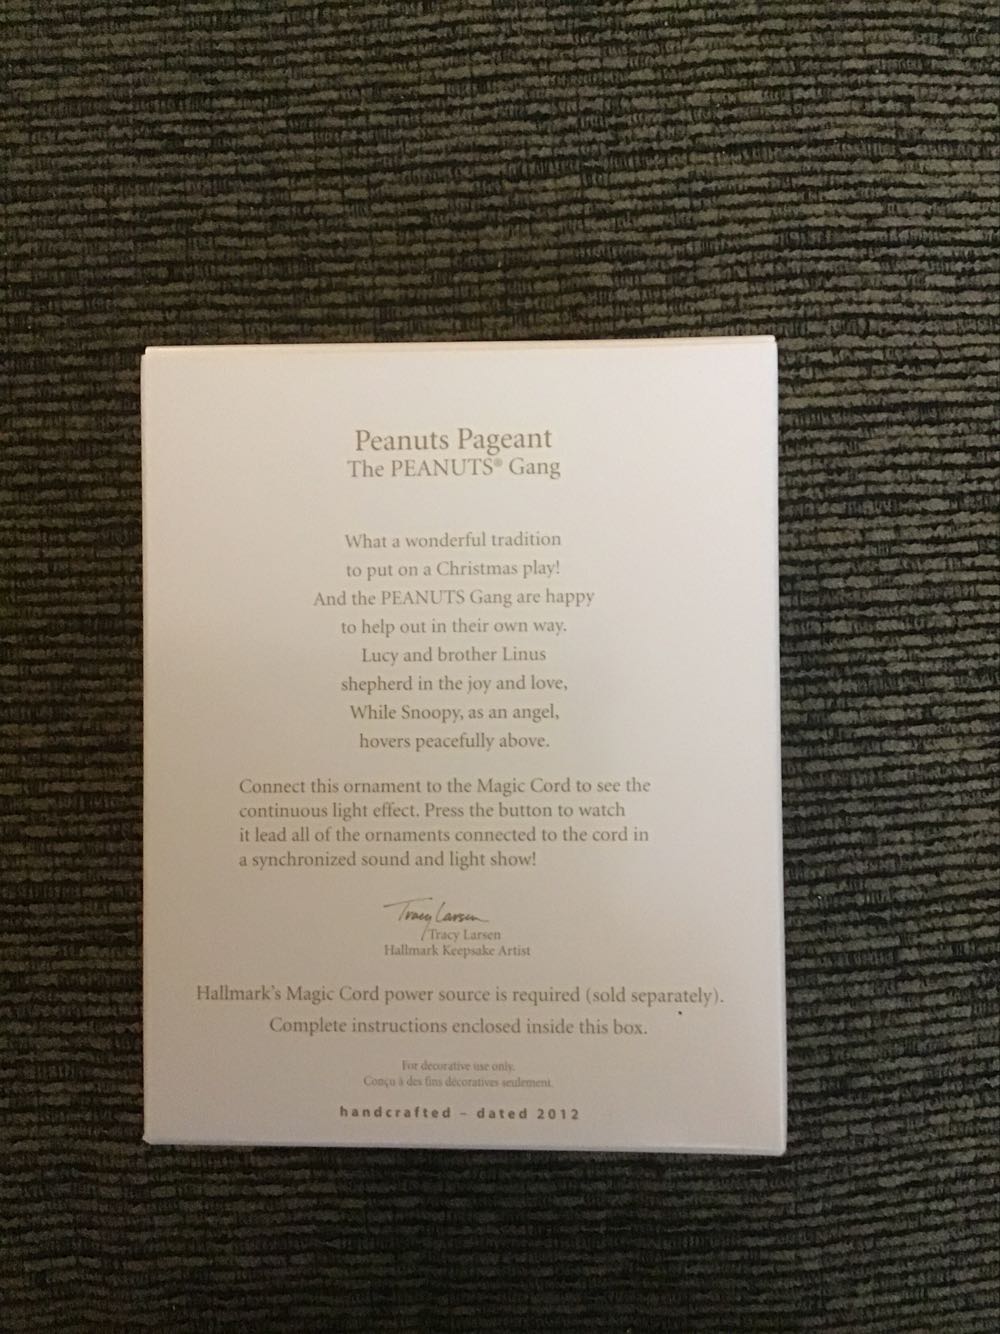 Peanuts Pageant
The PEANUTS® Gang
What a wonderful tradition
to put on a Christmas play!
And the PEANUTS Gang are happy
to help out in their own way.
Lucy and brother Linus
shepherd in the joy and love,
While Snoopy, as an angel,
hovers peacefully above.
Connect this ornament to the Magic Cord to see the
continuous light effect. Press the button to watch
it lead all of the ornaments connected to the cord in
a synchronized sound and light show!
Tracy Larsen
Tracy Larsen
Hallmark Keepsake Artist
Hallmark's Magic Cord power source is required (sold separately).
Complete instructions enclosed inside this box.
For decorative use only.
Conçu à des fins décoratives seulement.
handcrafted – dated 2012